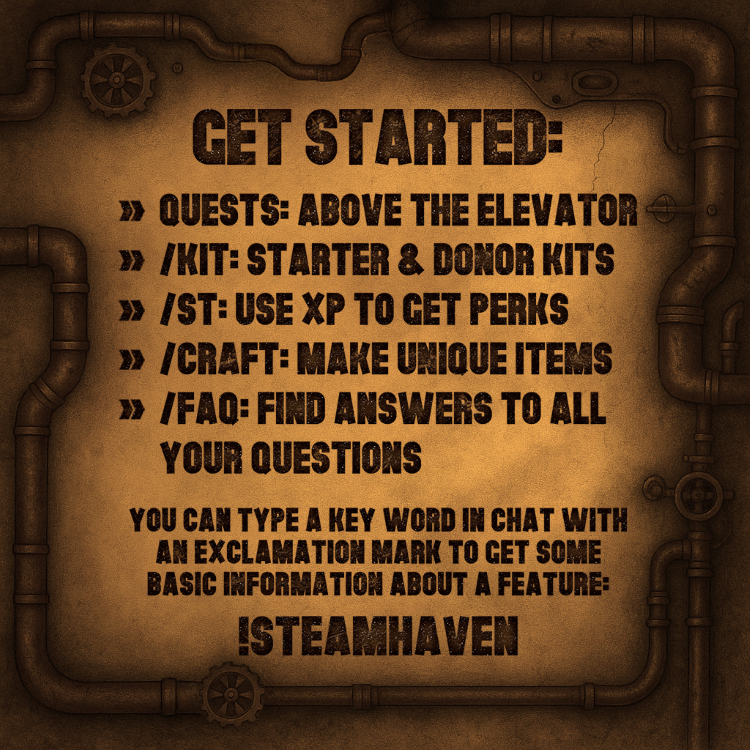 GET STARTED:
» QUESTS: ABOVE THE ELEVATOR
» /KIT: STARTER & DONOR KITS
» /ST: USE XP TO GET PERKS
» /CRAFT: MAKE UNIQUE ITEMS
» /FAQ: FIND ANSWERS TO ALL
YOUR QUESTIONS
YOU CAN TYPE A KEY WORD IN CHAT WITH
AN EXCLAMATION MARK TO GET SOME
BASIC INFORMATION ABOUT A FEATURE:
!STEAMHAVEN